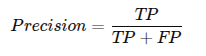 Precision = TP / TP + FP